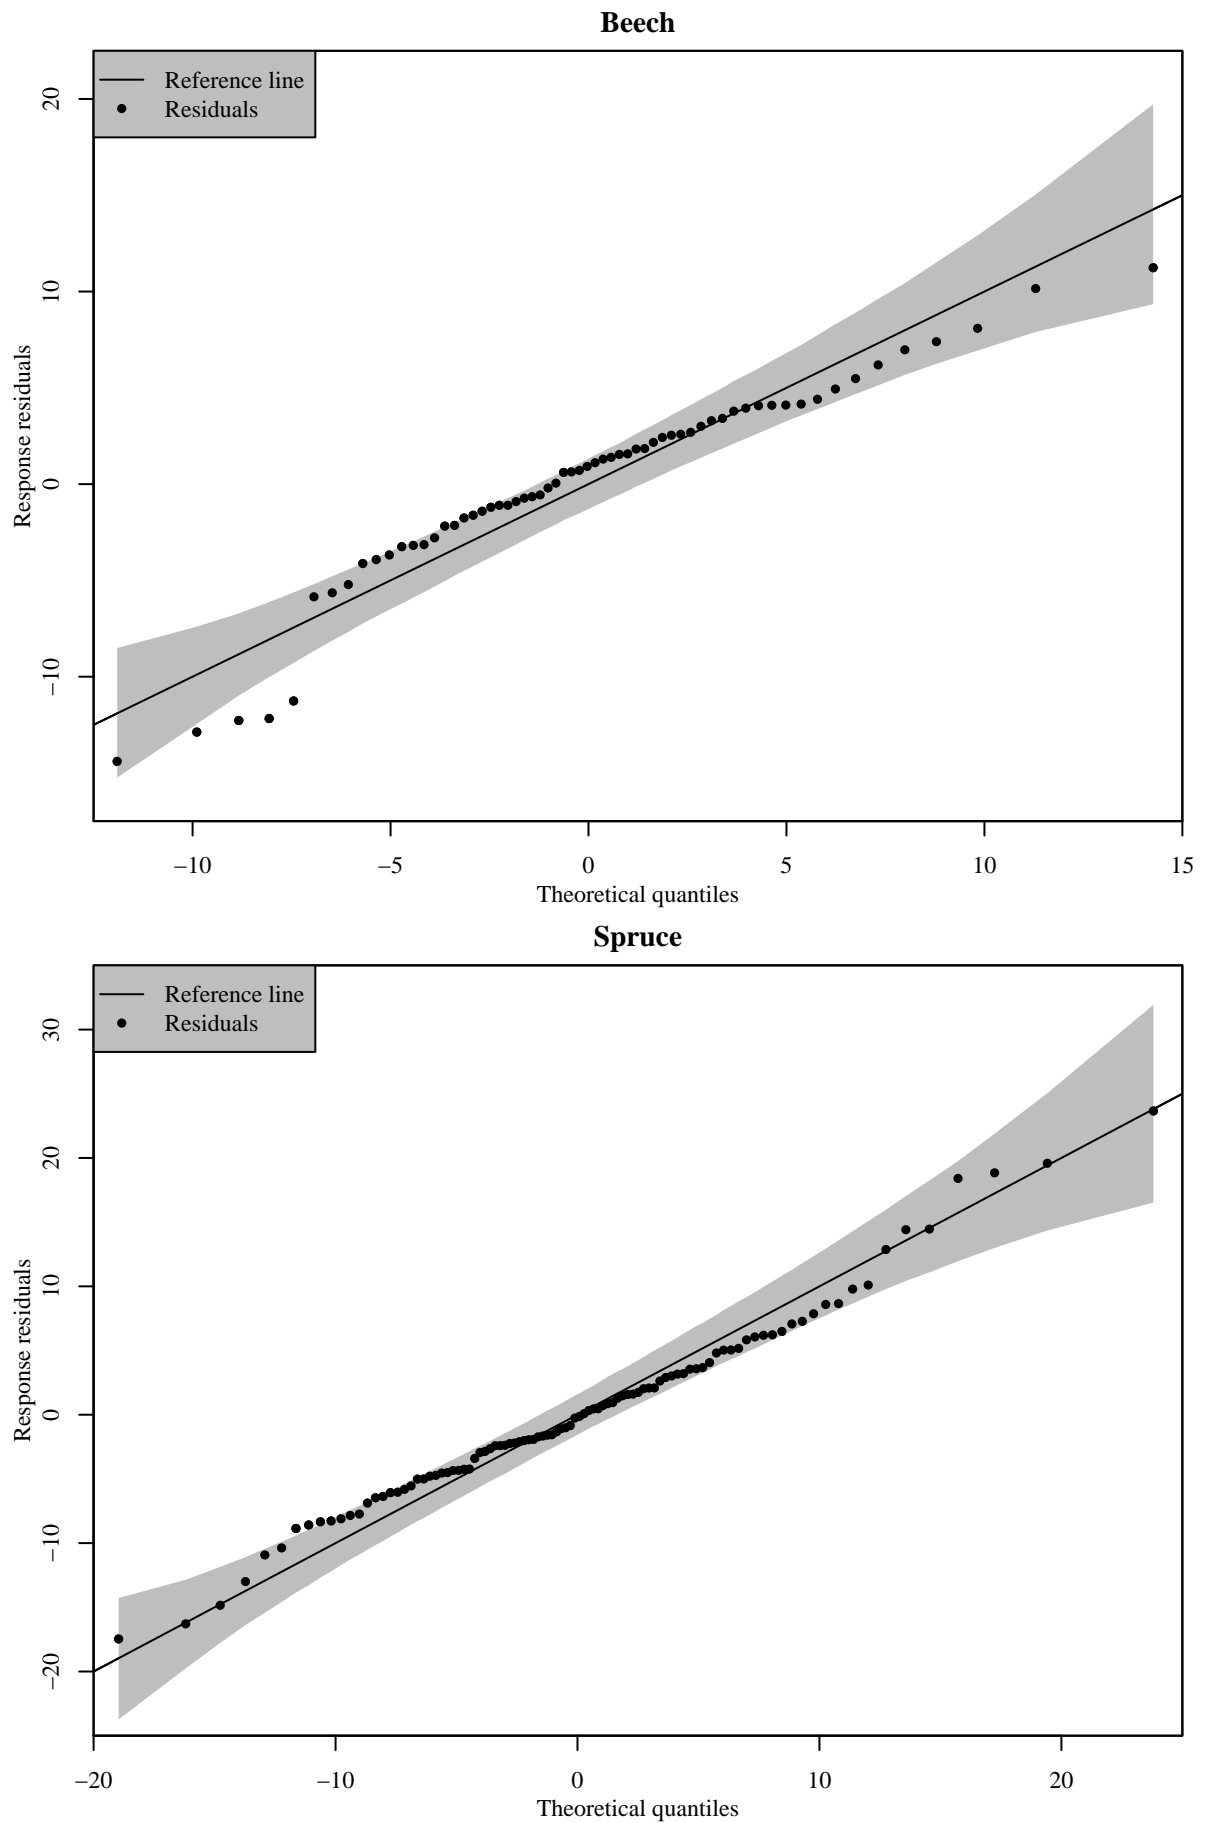 Beech
Reference line
Residuals
20
10
0
−10
Response residuals
−10 −5 0 5 10 15
Theoretical quantiles
Spruce
Reference line
Residuals
30
20
10
0
−10
−20
Response residuals
−20 −10 0 10 20
Theoretical quantiles